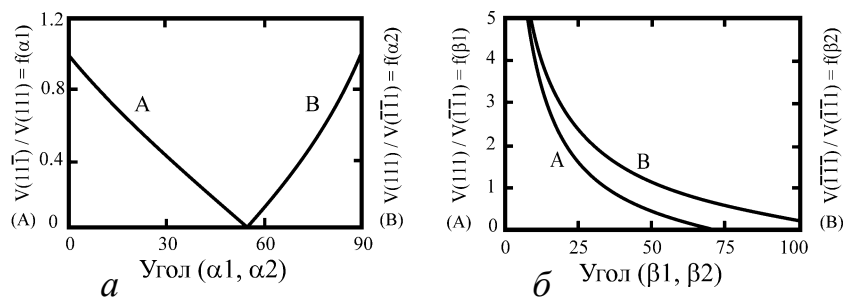 V(111̄) / V(111) = f(α1)
(A)
1.2
0.8
0.4
0
A
B
0 30 60 90
Угол (α1, α2)
V(111) / V(1̄1̄1) = f(α2)
(B)
а
V(111) / V(1̄1̄1) = f(β1)
(A)
5
4
3
2
1
0
A
B
0 25 50 75 100
Угол (β1, β2)
V(1̄1̄1̄) / V(1̄1̄1) = f(β2)
(B)
б